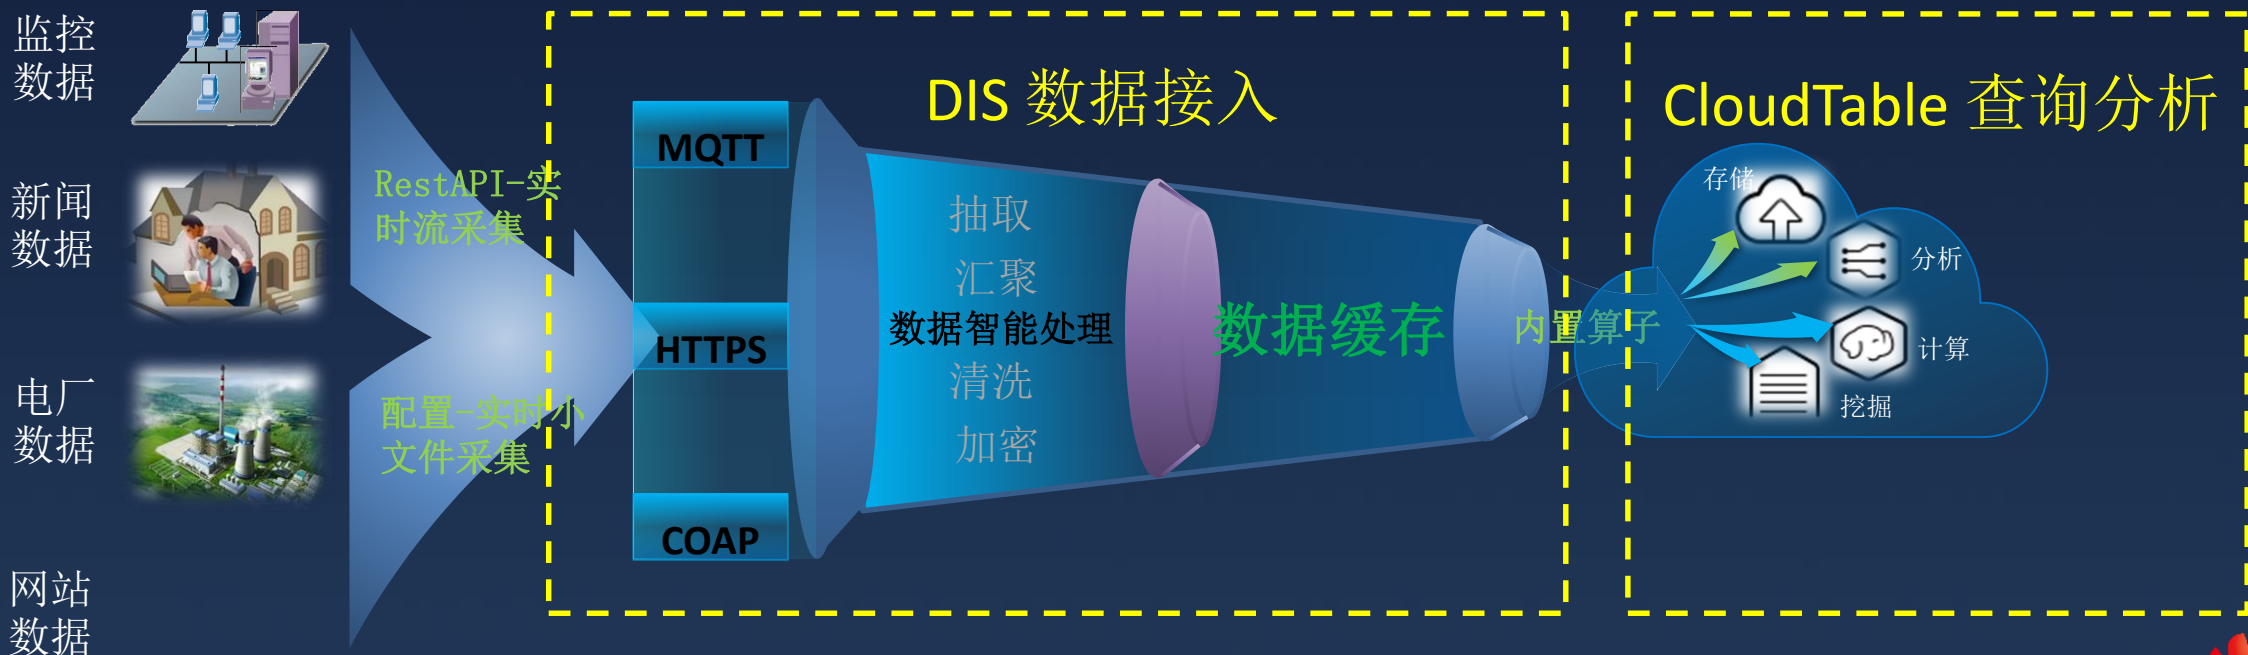 监控
数据
新闻
数据
电厂
数据
网站
数据
RestAPI-实
时流采集
配置-实时小
文件采集
DIS 数据接入
MQTT
HTTPS
COAP
抽取
汇聚
数据智能处理
清洗
加密
数据缓存
内置算子
CloudTable 查询分析
存储
分析
计算
挖掘